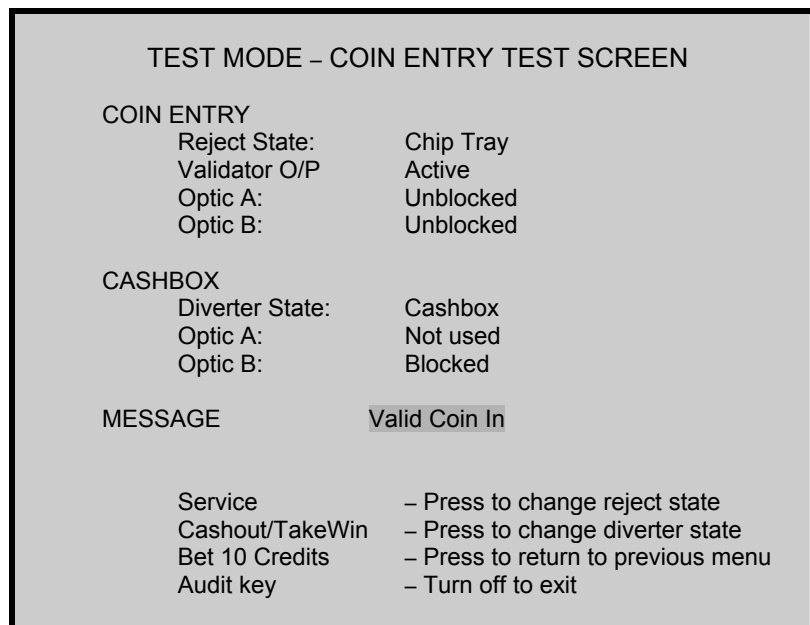 TEST MODE – COIN ENTRY TEST SCREEN
COIN ENTRY
Reject State: Chip Tray
Validator O/P Active
Optic A: Unblocked
Optic B: Unblocked
CASHBOX
Diverter State: Cashbox
Optic A: Not used
Optic B: Blocked
MESSAGE Valid Coin In
Service – Press to change reject state
Cashout/TakeWin – Press to change diverter state
Bet 10 Credits – Press to return to previous menu
Audit key – Turn off to exit